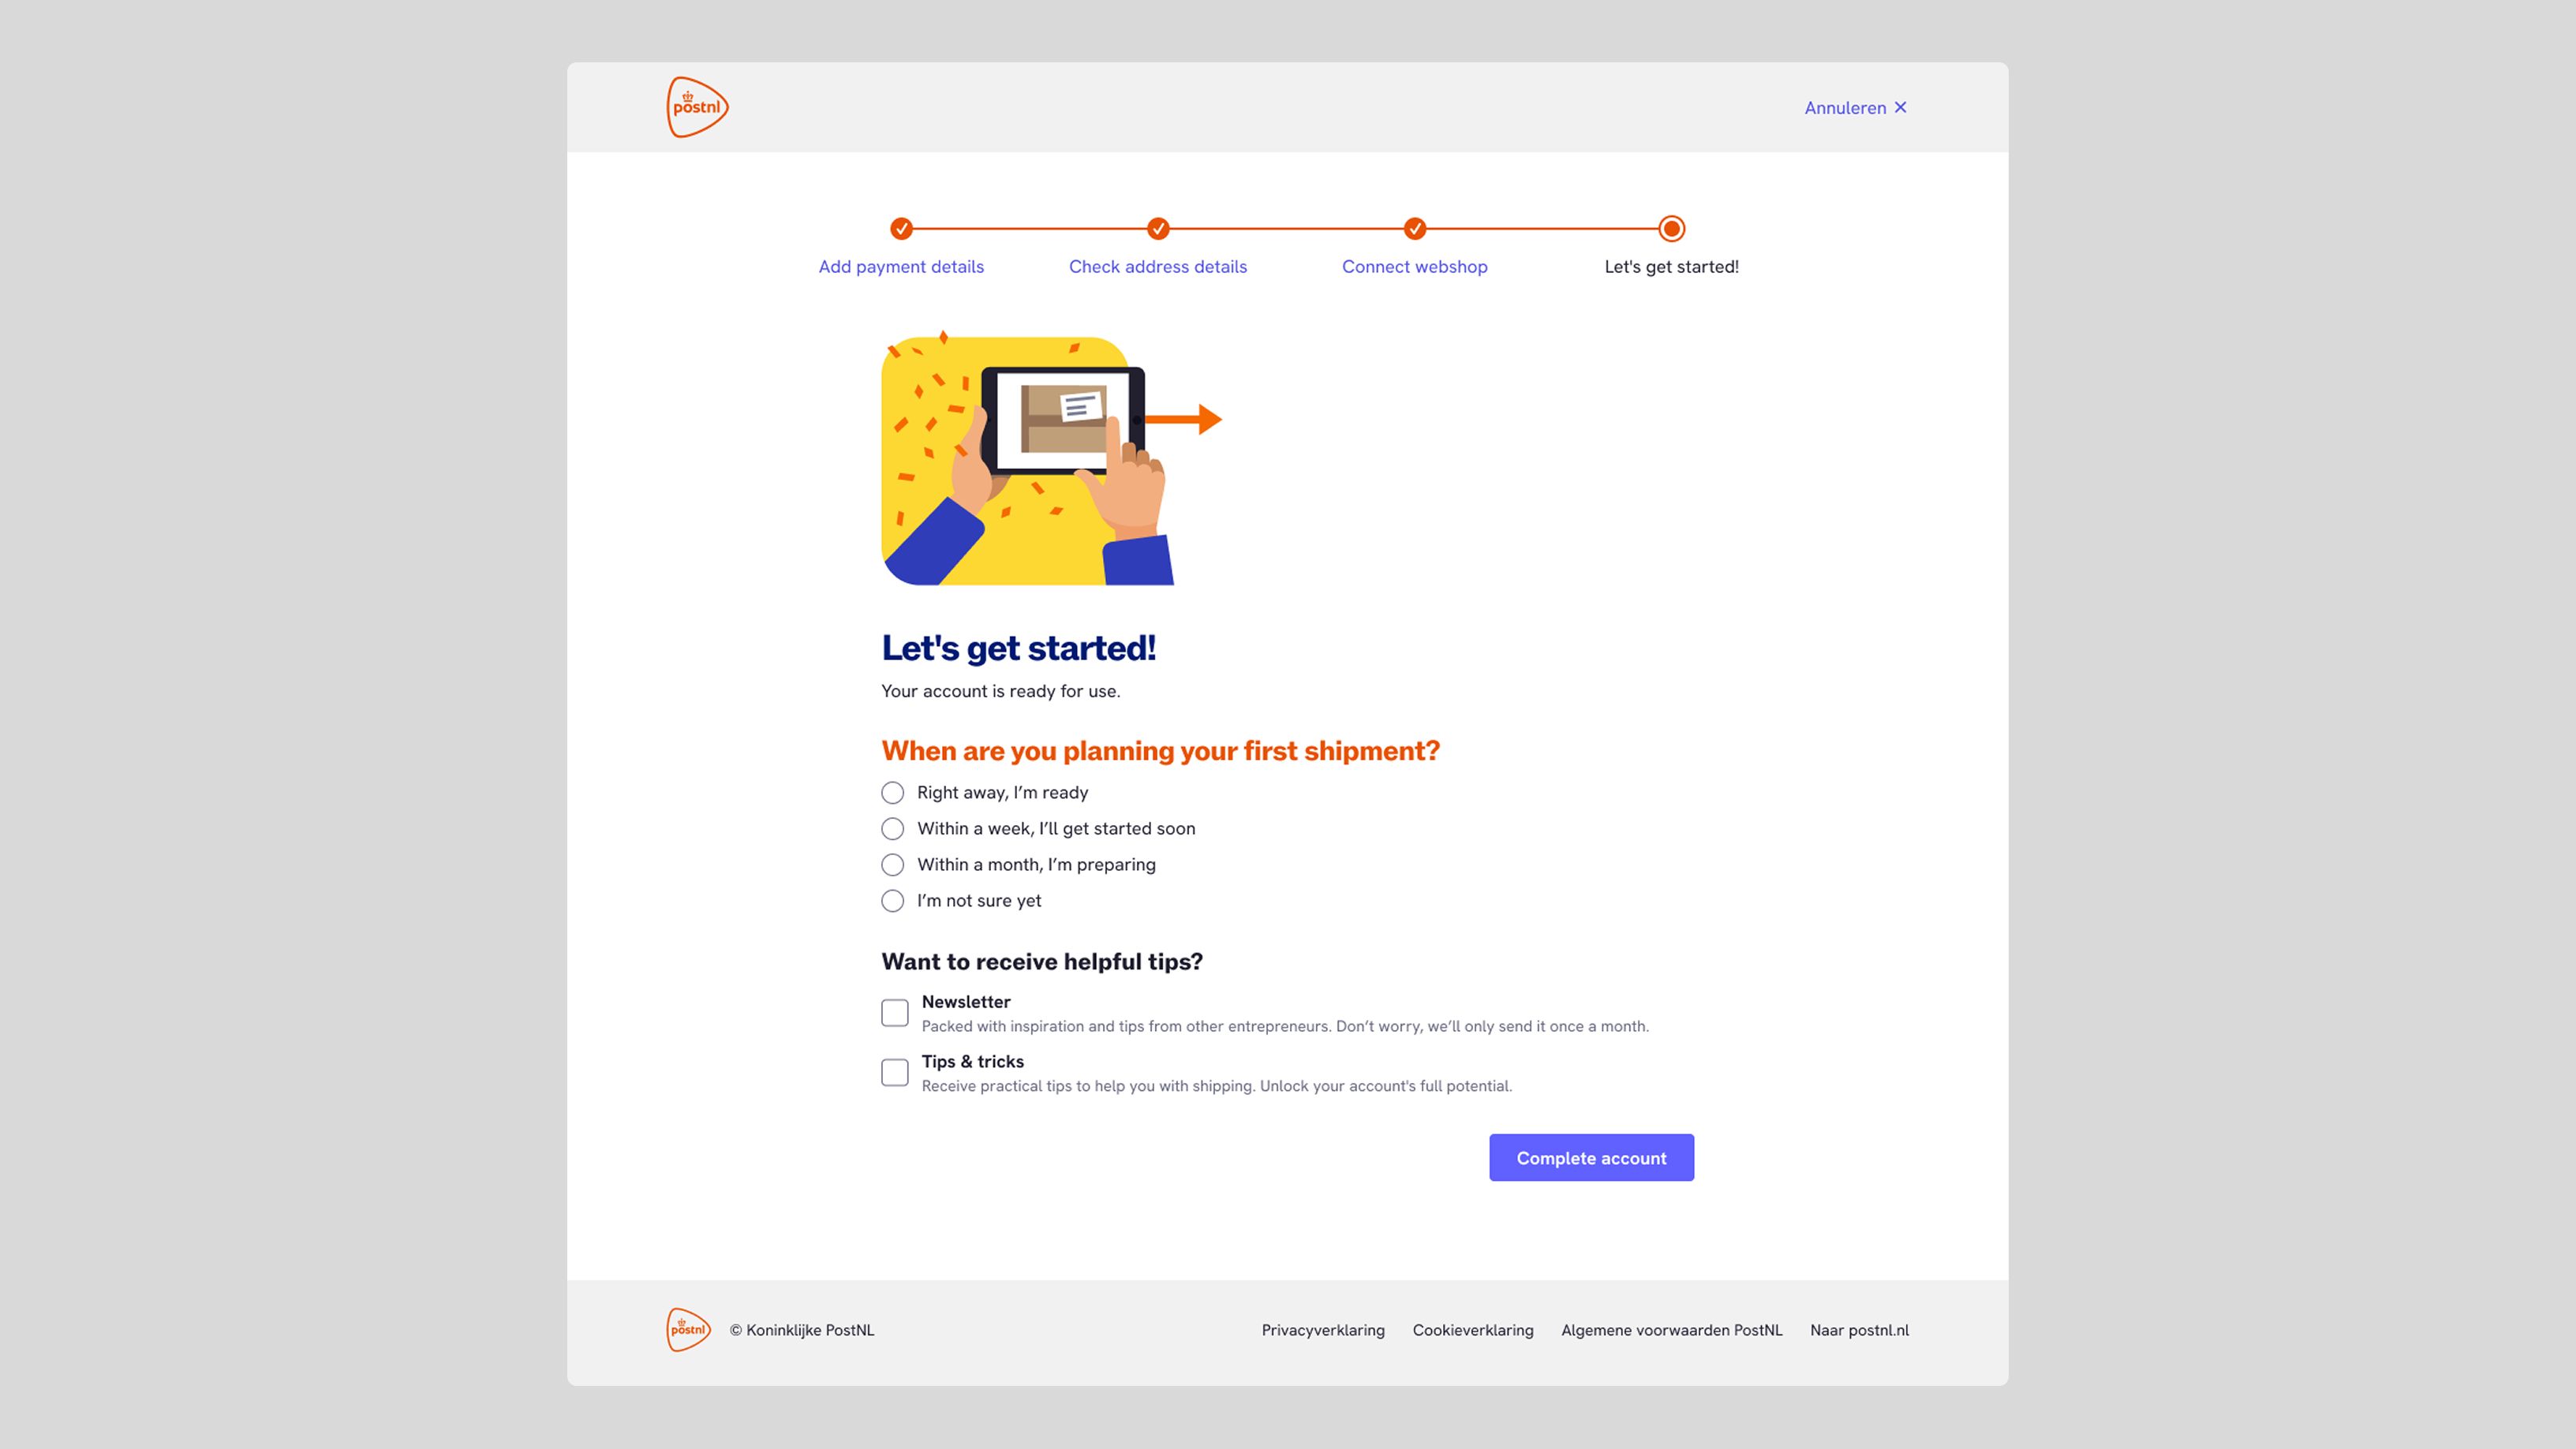 postnl
Annuleren
Add payment details
Check address details
Connect webshop
Let's get started!
Let's get started!
Your account is ready for use.
When are you planning your first shipment?
Right away, I’m ready
Within a week, I’ll get started soon
Within a month, I’m preparing
I’m not sure yet
Want to receive helpful tips?
Newsletter
Packed with inspiration and tips from other entrepreneurs. Don’t worry, we’ll only send it once a month.
Tips & tricks
Receive practical tips to help you with shipping. Unlock your account's full potential.
Complete account
postnl
© Koninklijke PostNL
Privacyverklaring
Cookieverklaring
Algemene voorwaarden PostNL
Naar postnl.nl